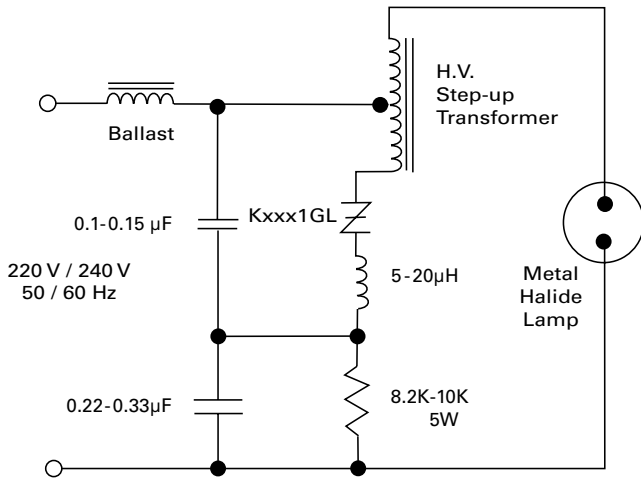 H.V.
Step-up
Transformer
Ballast
0.1-0.15 µF
Kxxx1GL
220 V / 240 V
50 / 60 Hz
5-20µH
Metal
Halide
Lamp
0.22-0.33µF
8.2K-10K
5W